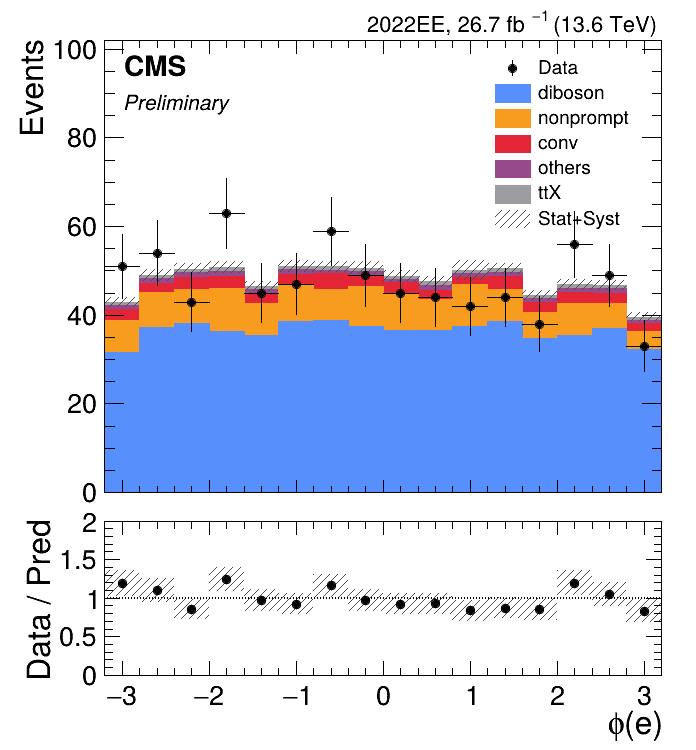 2022EE, 26.7 fb⁻¹ (13.6 TeV)
CMS
Preliminary
Events
100
80
60
40
20
0
Data
diboson
nonprompt
conv
others
ttX
Stat+Syst
Data / Pred
2
1.5
1
0.5
0
−3 −2 −1 0 1 2 3
ϕ(e)